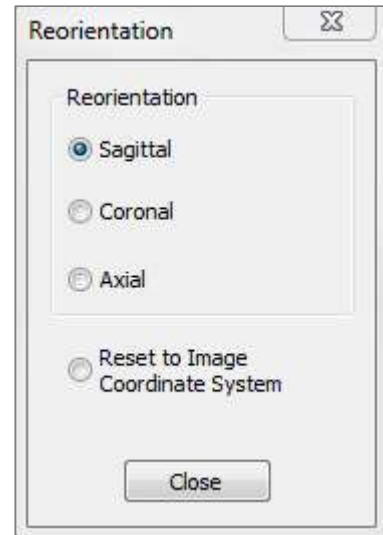 Reorientation
Reorientation
Sagittal
Coronal
Axial
Reset to Image
Coordinate System
Close